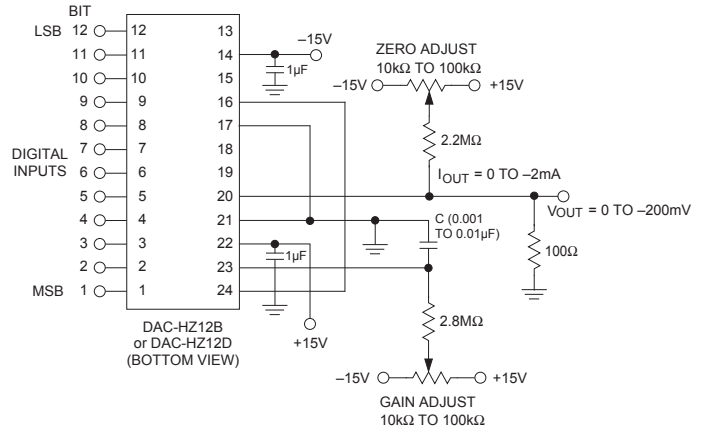 BIT
LSB 12 12 13
11 11 14 –15V
1µF
10 10 15
9 9 16
8 8 17
DIGITAL INPUTS
7 7 18
6 6 19
5 5 20
4 4 21
3 3 22
1µF
2 2 23
MSB 1 1 24
+15V
DAC-HZ12B
or DAC-HZ12D
(BOTTOM VIEW)
ZERO ADJUST
10kΩ TO 100kΩ
–15V +15V
2.2MΩ
IOUT = 0 TO –2mA
VOUT = 0 TO –200mV
C (0.001
TO 0.01µF)
100Ω
2.8MΩ
–15V +15V
GAIN ADJUST
10kΩ TO 100kΩ